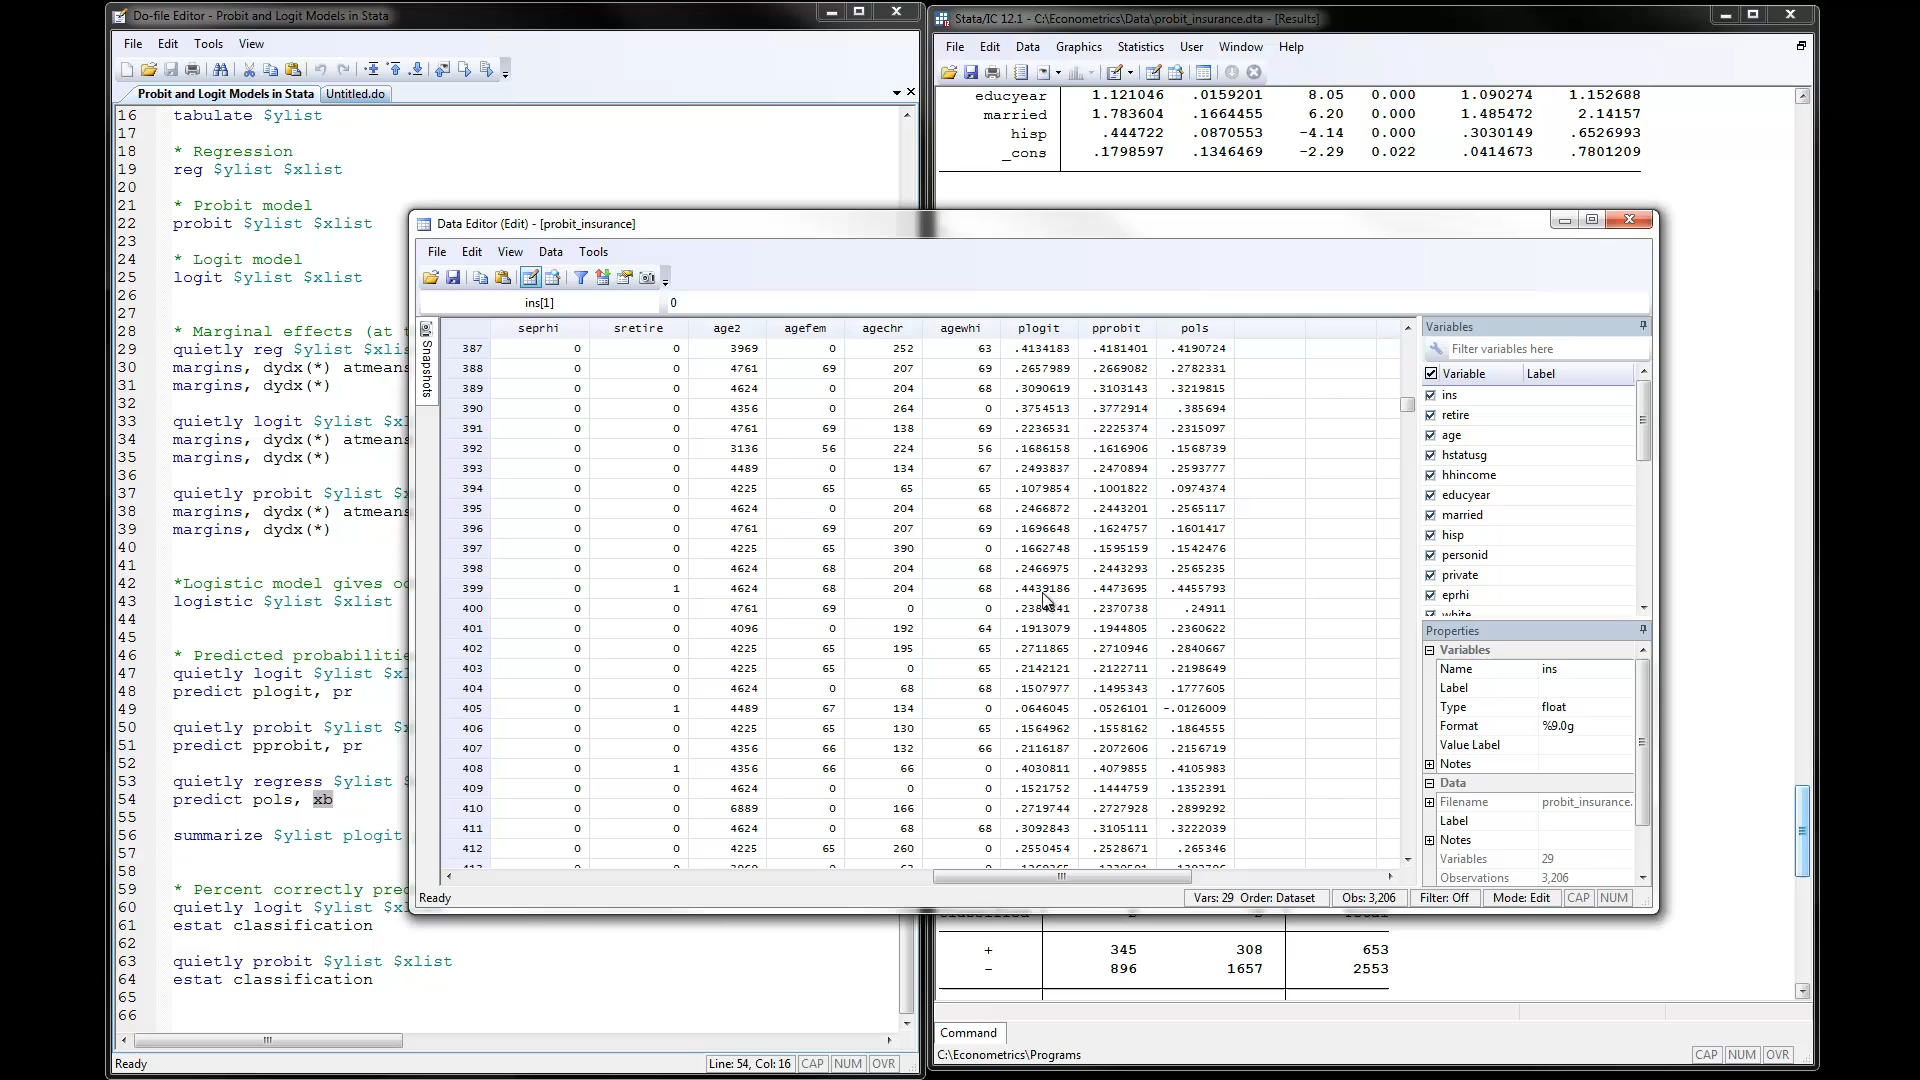 Do-file Editor - Probit and Logit Models in Stata
File Edit Tools View
Probit and Logit Models in Stata Untitled.do
16 tabulate $ylist
17
18 * Regression
19 reg $ylist $xlist
20
21 * Probit model
22 probit $ylist $xlist
23
24 * Logit model
25 logit $ylist $xlist
26
27
28 * Marginal effects (at
29 quietly reg $ylist $xlis
30 margins, dydx(*) atmeans
31 margins, dydx(*)
32
33 quietly logit $ylist
34 margins, dydx(*) atmeans
35 margins, dydx(*)
36
37 quietly probit $ylist
38 margins, dydx(*) atmeans
39 margins, dydx(*)
40
41
42 *Logistic model gives
43 logistic $ylist $xlist
44
45
46 * Predicted probabilitie
47 quietly logit $ylist
48 predict plogit, pr
49
50 quietly probit $ylist
51 predict pprobit, pr
52
53 quietly regress $ylist
54 predict pols, xb
55
56 summarize $ylist plogit
57
58
59 * Percent correctly pred
60 quietly logit $ylist
61 estat classification
62
63 quietly probit $ylist $xlist
64 estat classification
65
66
Ready Line: 54, Col: 16 CAP NUM OVR
Stata/IC 12.1 - C:\Econometrics\Data\probit_insurance.dta - [Results]
File Edit Data Graphics Statistics User Window Help
educyear 1.121046 .0159201 8.05 0.000 1.090274 1.152688
married 1.783604 .1664455 6.20 0.000 1.485472 2.14157
hisp .444722 .0870553 -4.14 0.000 .3030149 .6526993
_cons .1798597 .1346469 -2.29 0.022 .0414673 .7801209
Data Editor (Edit) - [probit_insurance]
File Edit View Data Tools
ins[1] 0
Snapshots
seprhi sretire age2 agefem agechr agewhi plogit pprobit pols
387 0 0 3969 0 252 63 .4134183 .4181401 .4190724
388 0 0 4761 69 207 69 .2657989 .2669082 .2782331
389 0 0 4624 0 204 68 .3090619 .3103143 .3219815
390 0 0 4356 0 264 0 .3754513 .3772914 .385694
391 0 0 4761 69 138 69 .2236531 .2225374 .2315097
392 0 0 3136 56 224 56 .1686158 .1616906 .1568739
393 0 0 4489 0 134 67 .2493837 .2470894 .2593777
394 0 0 4225 65 65 65 .1079854 .1001822 .0974374
395 0 0 4624 0 204 68 .2466872 .2443201 .2565117
396 0 0 4761 69 207 69 .1696648 .1624757 .1601417
397 0 0 4225 65 390 0 .1662748 .1595159 .1542476
398 0 0 4624 68 204 68 .2466975 .2443293 .2565235
399 0 1 4624 68 204 68 .4439186 .4473695 .4455793
400 0 0 4761 69 0 0 .2370738 .24911
401 0 0 4096 0 192 64 .1913079 .1944805 .2360622
402 0 0 4225 65 195 65 .2711865 .2710946 .2840667
403 0 0 4225 65 0 65 .2142121 .2122711 .2198649
404 0 0 4624 0 68 68 .1507977 .1495343 .1777605
405 0 1 4489 67 134 0 .0646045 .0526101 -.0126009
406 0 0 4225 65 130 65 .1564962 .1558162 .1864555
407 0 0 4356 66 132 66 .2116187 .2072606 .2156719
408 0 1 4356 66 66 0 .4030811 .4079855 .4105983
409 0 0 4624 0 0 0 .1521752 .1444759 .1352391
410 0 0 6889 0 166 0 .2719744 .2727928 .2899292
411 0 0 4624 0 68 68 .3092843 .3105111 .3222039
412 0 0 4225 65 260 0 .2550454 .2528671 .265346
Variables
Filter variables here
Variable Label
ins
retire
age
hstatusg
hhincome
educyear
married
hisp
personid
private
eprhi
white
Properties
Variables
Name ins
Label
Type float
Format %9.0g
Value Label
Notes
Data
Filename probit_insurance.
Label
Notes
Variables 29
Observations 3,206
Ready Vars: 29 Order: Dataset Obs: 3,206 Filter: Off Mode: Edit CAP NUM
+ 345 308 653
- 896 1657 2553
Command
C:\Econometrics\Programs CAP NUM OVR